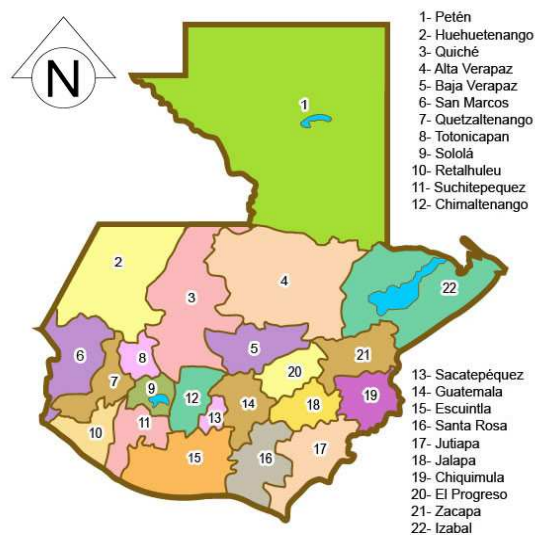 N
1- Petén
2- Huehuetenango
3- Quiché
4- Alta Verapaz
5- Baja Verapaz
6- San Marcos
7- Quetzaltenango
8- Totonicapan
9- Sololá
10- Retalhuleu
11- Suchitepequez
12- Chimaltenango
1
2
3
4
22
5
6
7
8
9
12
13
14
20
21
18
19
10
11
15
16
17
13- Sacatepéquez
14- Guatemala
15- Escuintla
16- Santa Rosa
17- Jutiapa
18- Jalapa
19- Chiquimula
20- El Progreso
21- Zacapa
22- Izabal